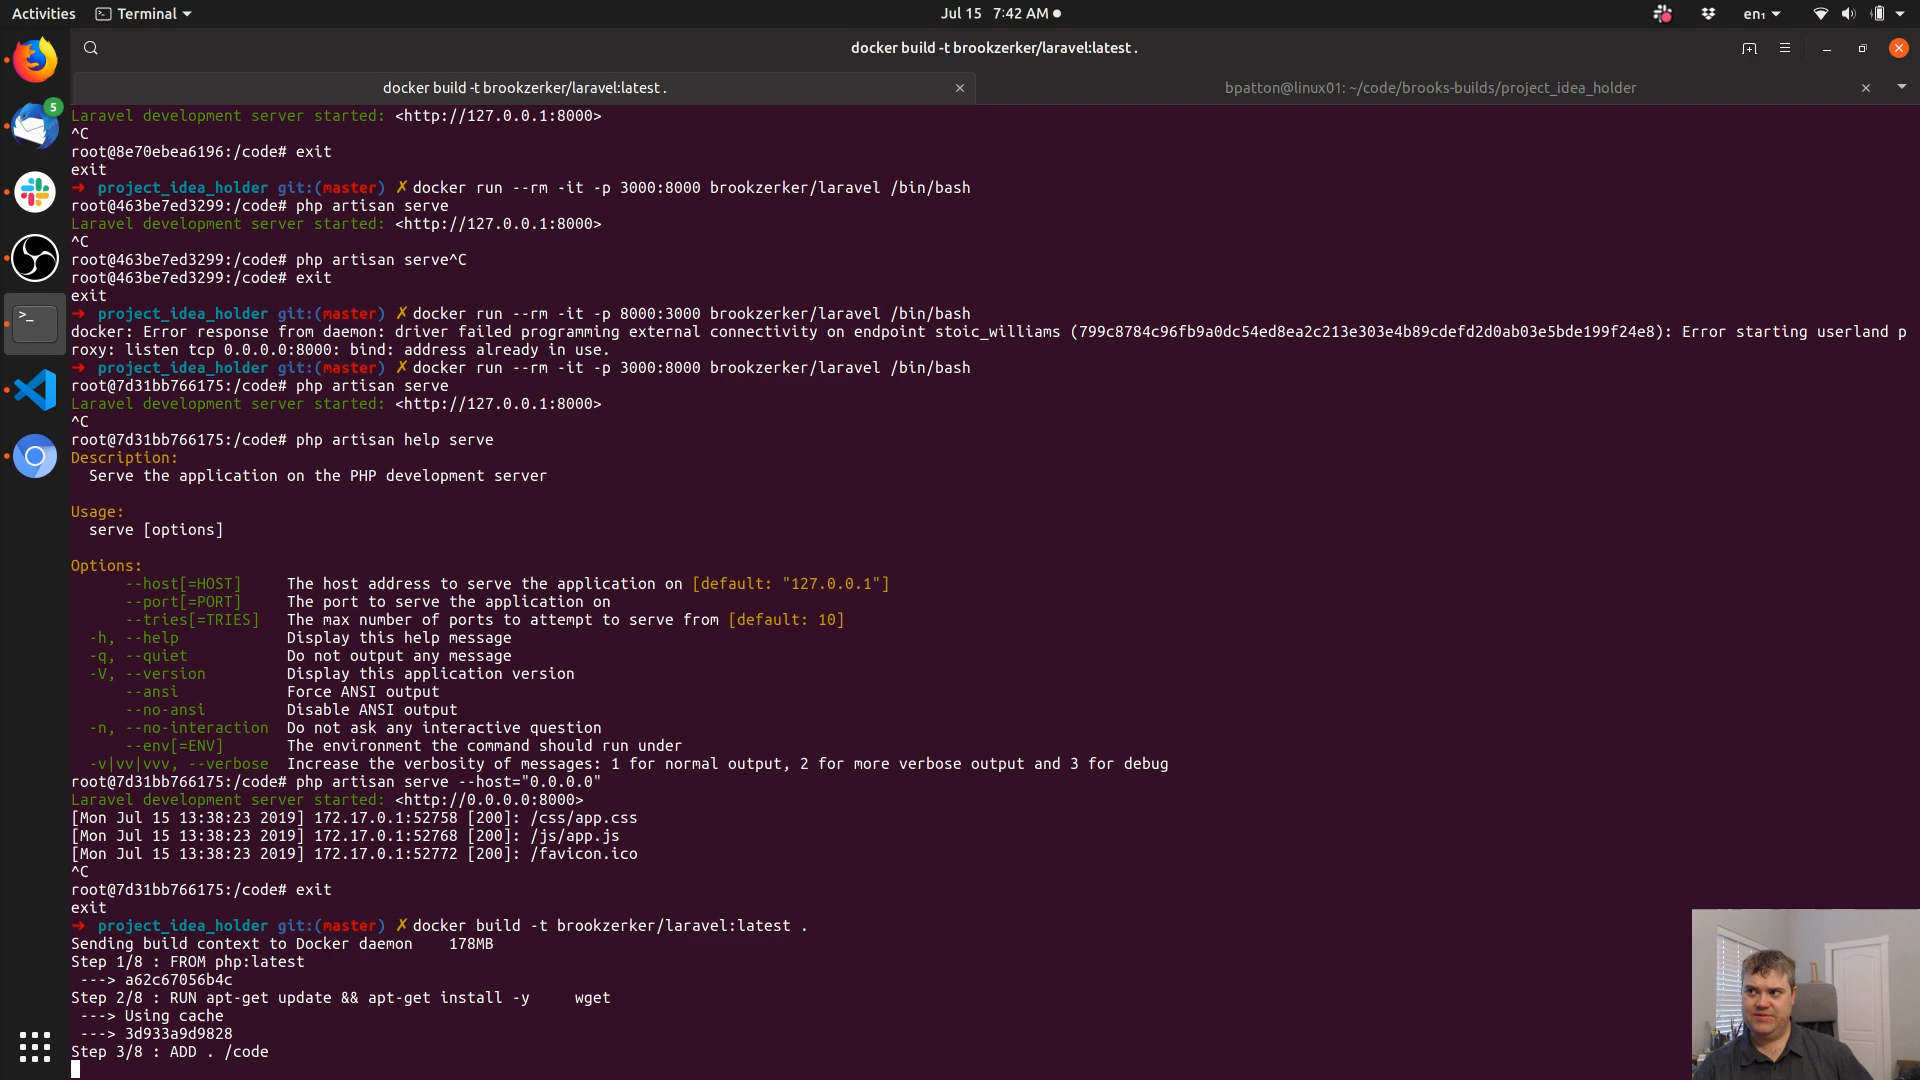 Activities
Terminal
Jul 15 7:42 AM
en₁
docker build -t brookzerker/laravel:latest .
docker build -t brookzerker/laravel:latest .
bpatton@linux01: ~/code/brooks-builds/project_idea_holder
5
Laravel development server started: <http://127.0.0.1:8000>
^C
root@8e70ebea6196:/code# exit
exit
➜ project_idea_holder git:(master) ✗ docker run --rm -it -p 3000:8000 brookzerker/laravel /bin/bash
root@463be7ed3299:/code# php artisan serve
Laravel development server started: <http://127.0.0.1:8000>
^C
root@463be7ed3299:/code# php artisan serve^C
root@463be7ed3299:/code# exit
exit
➜ project_idea_holder git:(master) ✗ docker run --rm -it -p 8000:3000 brookzerker/laravel /bin/bash
docker: Error response from daemon: driver failed programming external connectivity on endpoint stoic_williams (799c8784c96fb9a0dc54ed8ea2c213e303e4b89cdefd2d0ab03e5bde199f24e8): Error starting userland p
roxy: listen tcp 0.0.0.0:8000: bind: address already in use.
➜ project_idea_holder git:(master) ✗ docker run --rm -it -p 3000:8000 brookzerker/laravel /bin/bash
root@7d31bb766175:/code# php artisan serve
Laravel development server started: <http://127.0.0.1:8000>
^C
root@7d31bb766175:/code# php artisan help serve
Description:
Serve the application on the PHP development server
Usage:
serve [options]
Options:
--host[=HOST] The host address to serve the application on [default: "127.0.0.1"]
--port[=PORT] The port to serve the application on
--tries[=TRIES] The max number of ports to attempt to serve from [default: 10]
-h, --help Display this help message
-q, --quiet Do not output any message
-V, --version Display this application version
--ansi Force ANSI output
--no-ansi Disable ANSI output
-n, --no-interaction Do not ask any interactive question
--env[=ENV] The environment the command should run under
-v|vv|vvv, --verbose Increase the verbosity of messages: 1 for normal output, 2 for more verbose output and 3 for debug
root@7d31bb766175:/code# php artisan serve --host="0.0.0.0"
Laravel development server started: <http://0.0.0.0:8000>
[Mon Jul 15 13:38:23 2019] 172.17.0.1:52758 [200]: /css/app.css
[Mon Jul 15 13:38:23 2019] 172.17.0.1:52768 [200]: /js/app.js
[Mon Jul 15 13:38:23 2019] 172.17.0.1:52772 [200]: /favicon.ico
^C
root@7d31bb766175:/code# exit
exit
➜ project_idea_holder git:(master) ✗ docker build -t brookzerker/laravel:latest .
Sending build context to Docker daemon 178MB
Step 1/8 : FROM php:latest
---> a62c67056b4c
Step 2/8 : RUN apt-get update && apt-get install -y wget
---> Using cache
---> 3d933a9d9828
Step 3/8 : ADD . /code